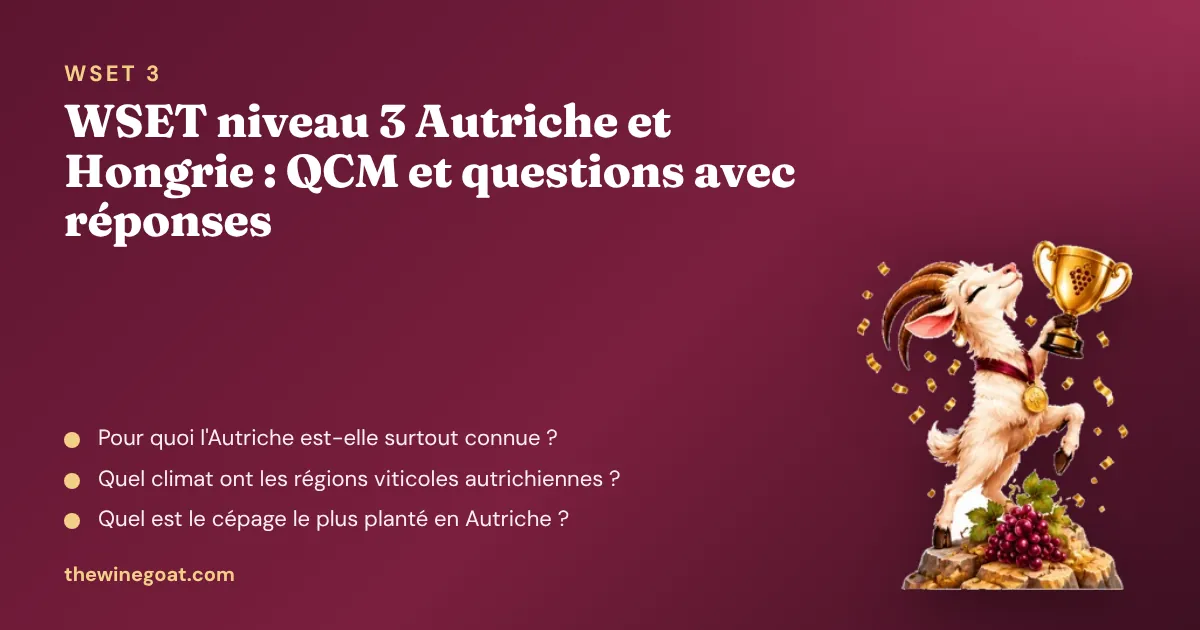 WSET 3
WSET niveau 3 Autriche et
Hongrie : QCM et questions avec
réponses
Pour quoi l'Autriche est-elle surtout connue ?
Quel climat ont les régions viticoles autrichiennes ?
Quel est le cépage le plus planté en Autriche ?
thewinegoat.com